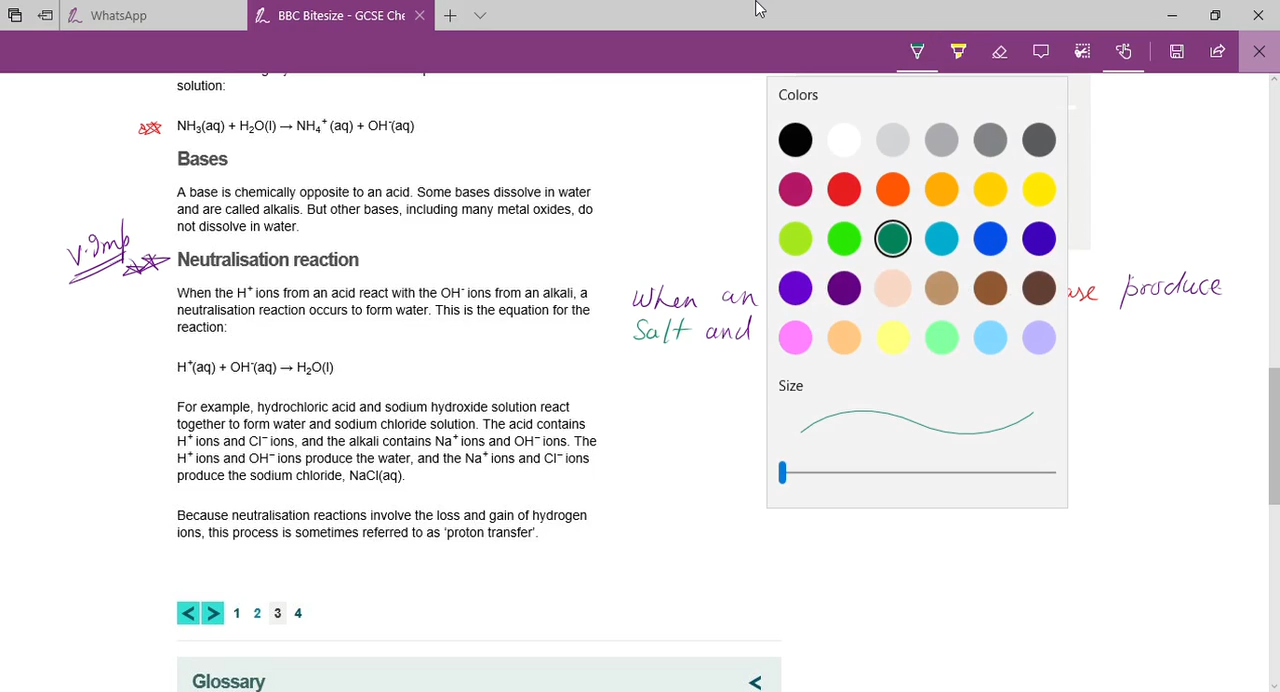 WhatsApp
BBC Bitesize - GCSE Che
solution:
NH₃(aq) + H₂O(l) → NH₄⁺ (aq) + OH⁻(aq)
Bases
A base is chemically opposite to an acid. Some bases dissolve in water
and are called alkalis. But other bases, including many metal oxides, do
not dissolve in water.
V.Imp
Neutralisation reaction
When the H⁺ ions from an acid react with the OH⁻ ions from an alkali, a
neutralisation reaction occurs to form water. This is the equation for the
reaction:
H⁺(aq) + OH⁻(aq) → H₂O(l)
For example, hydrochloric acid and sodium hydroxide solution react
together to form water and sodium chloride solution. The acid contains
H⁺ ions and Cl⁻ ions, and the alkali contains Na⁺ ions and OH⁻ ions. The
H⁺ ions and OH⁻ ions produce the water, and the Na⁺ ions and Cl⁻ ions
produce the sodium chloride, NaCl(aq).
Because neutralisation reactions involve the loss and gain of hydrogen
ions, this process is sometimes referred to as ‘proton transfer’.
1 2 3 4
Glossary
When an
ase produce
Salt and
Colors
Size